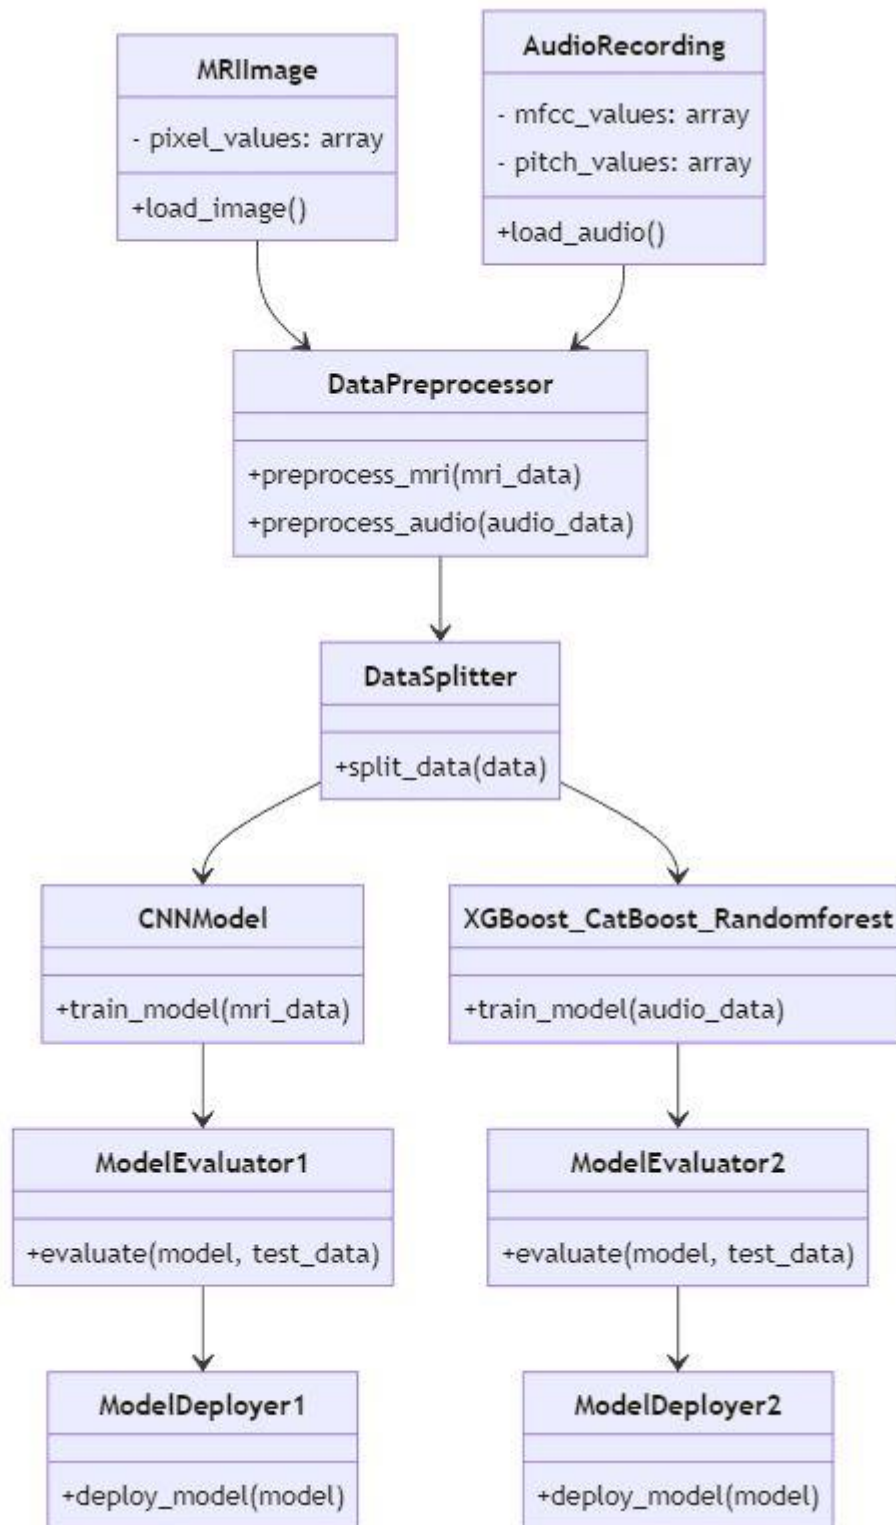 MRIImage
- pixel_values: array
+load_image()
AudioRecording
- mfcc_values: array
- pitch_values: array
+load_audio()
DataPreprocessor
+preprocess_mri(mri_data)
+preprocess_audio(audio_data)
DataSplitter
+split_data(data)
CNNModel
+train_model(mri_data)
XGBoost_CatBoost_Randomforest
+train_model(audio_data)
ModelEvaluator1
+evaluate(model, test_data)
ModelEvaluator2
+evaluate(model, test_data)
ModelDeployer1
+deploy_model(model)
ModelDeployer2
+deploy_model(model)